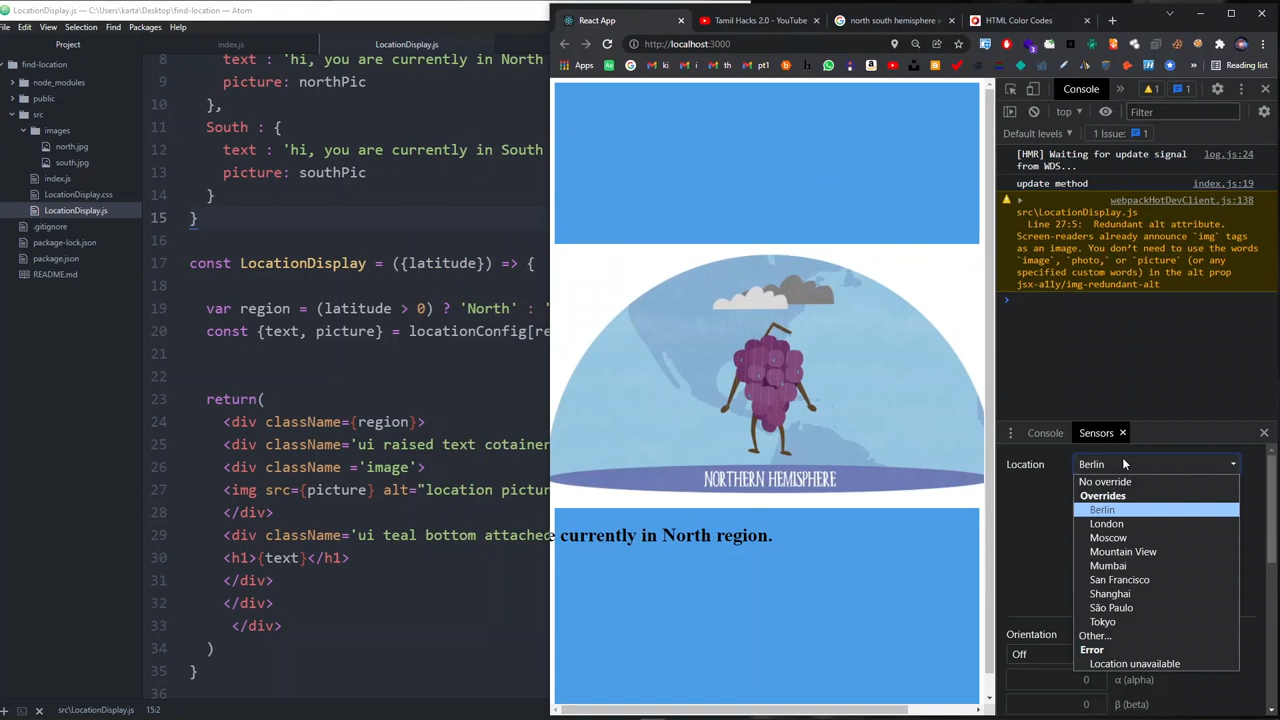 LocationDisplay.js — C:\Users\karta\Desktop\find-location — Atom
File Edit View Selection Find Packages Help
Project
find-location
node_modules
public
src
images
north.jpg
south.jpg
index.js
LocationDisplay.css
LocationDisplay.js
.gitignore
package-lock.json
package.json
README.md
index.js LocationDisplay.js
8 text : 'hi, you are currently in North
9 picture: northPic
10 },
11 South : {
12 text : 'hi, you are currently in South
13 picture: southPic
14 }
15 }
16
17 const LocationDisplay = ({latitude}) => {
18
19 var region = (latitude > 0) ? 'North' : '
20 const {text, picture} = locationConfig[re
21
22
23 return(
24 <div className={region}>
25 <div className='ui raised text cotainer
26 <div className ='image'>
27 <img src={picture} alt="location pictur
28 </div>
29 <div className='ui teal bottom attached
30 <h1>{text}</h1>
31 </div>
32 </div>
33 </div>
34 )
35 }
src\LocationDisplay.js 15:2
React App Tamil Hacks 2.0 - YouTube north south hemisphere i HTML Color Codes
http://localhost:3000
Apps ki i th pt1 Reading list
NORTHERN HEMISPHERE
e currently in North region.
Console 1 1
top Filter
Default levels 1 Issue: 1
[HMR] Waiting for update signal from WDS... log.js:24
update method index.js:19
webpackHotDevClient.js:138
src\LocationDisplay.js
Line 27:5: Redundant alt attribute.
Screen-readers already announce `img` tags
as an image. You don't need to use the words
`image`, `photo,` or `picture` (or any
specified custom words) in the alt prop
jsx-a11y/img-redundant-alt
Console Sensors
Location Berlin
No override
Overrides
Berlin
London
Moscow
Mountain View
Mumbai
San Francisco
Shanghai
São Paulo
Tokyo
Other...
Error
Location unavailable
Orientation
Off
0 α (alpha)
0 β (beta)